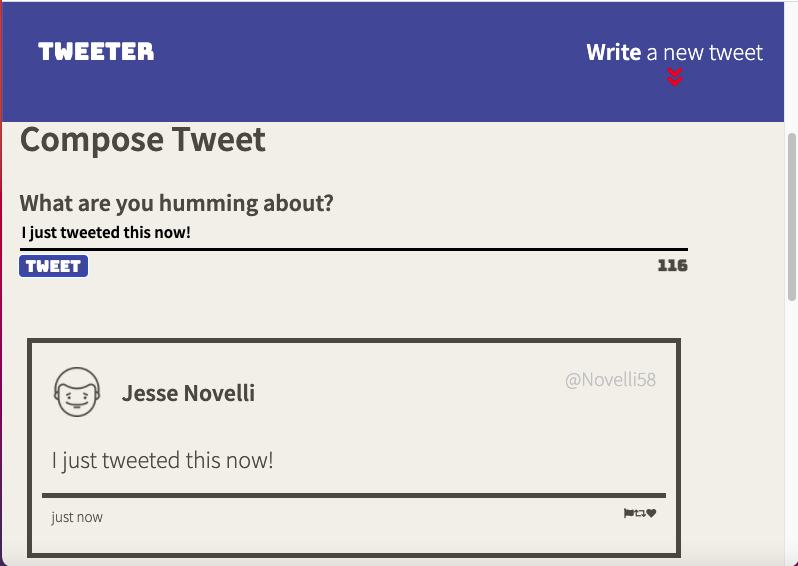 TWEETER
Write a new tweet
Compose Tweet
What are you humming about?
I just tweeted this now!
TWEET 116
Jesse Novelli @Novelli58
I just tweeted this now!
just now